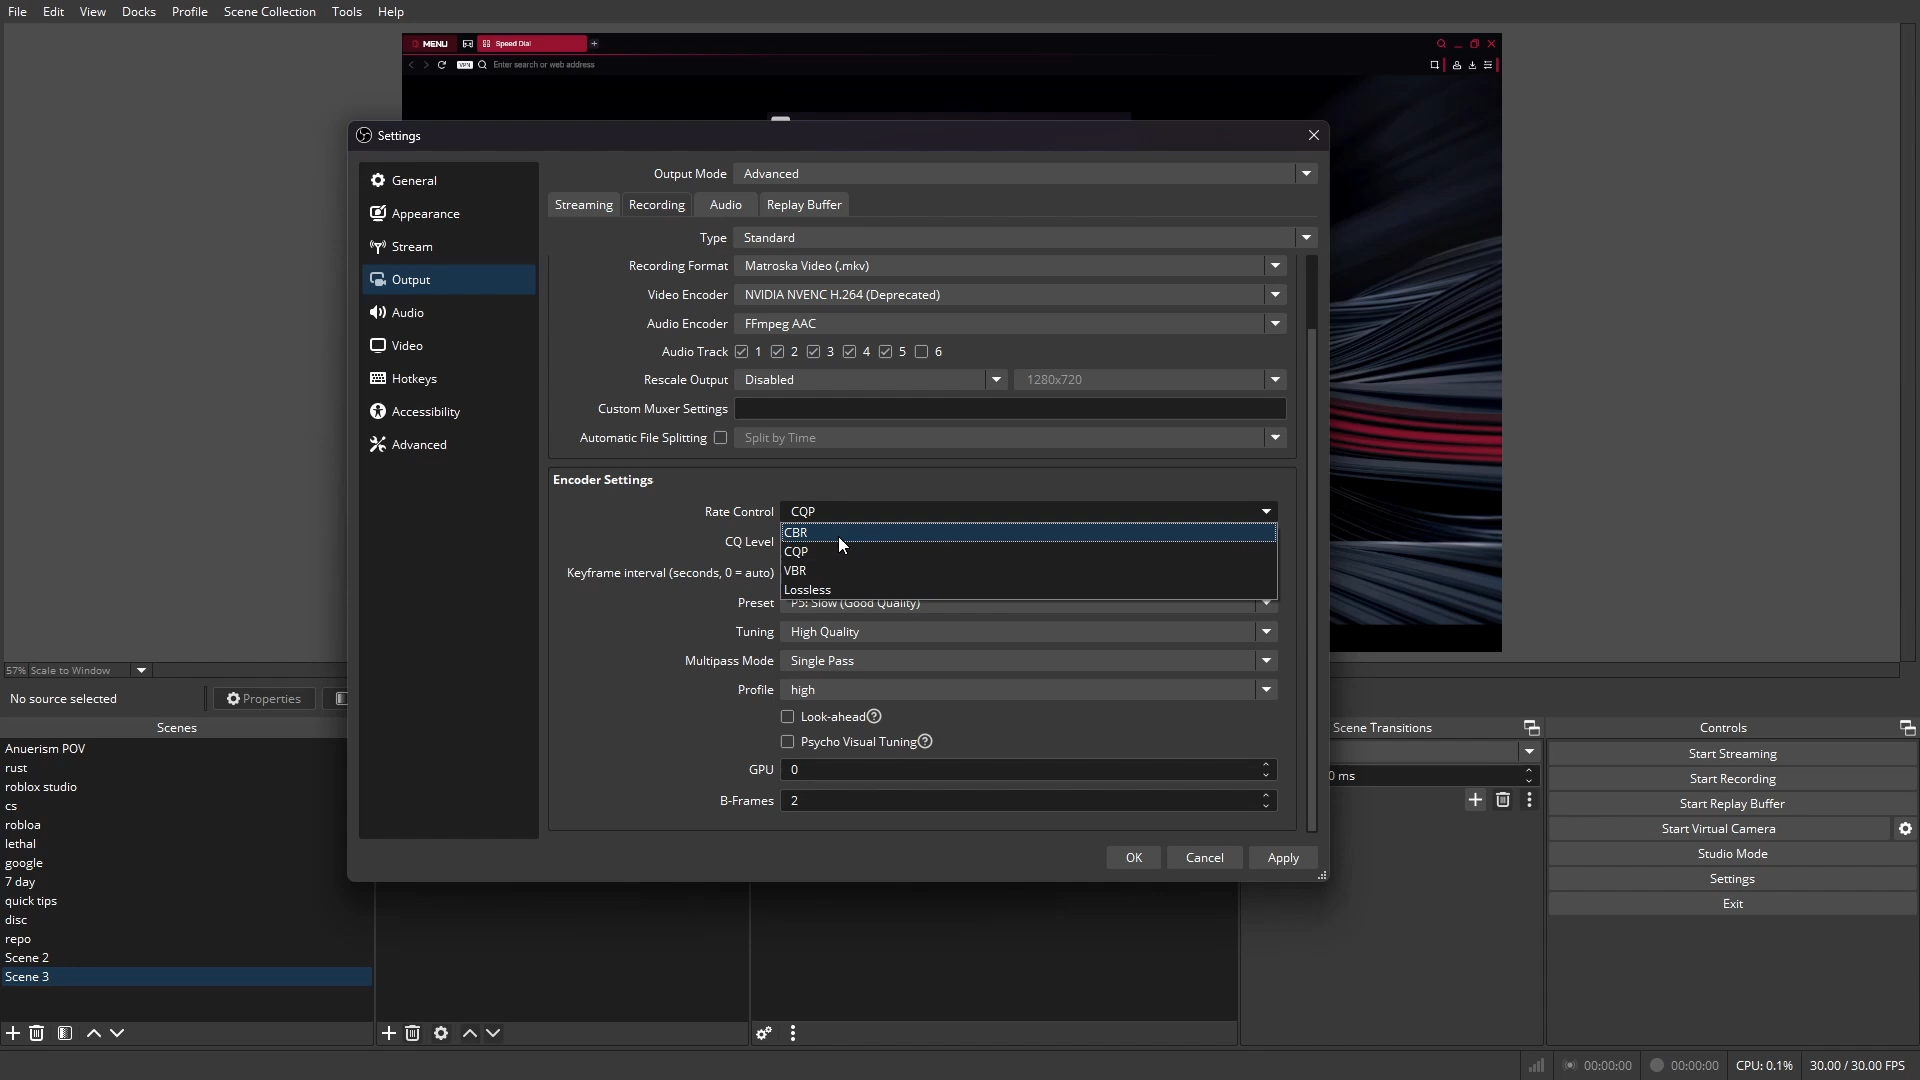 File Edit View Docks Profile Scene Collection Tools Help
MENU Speed Dial
VPN Enter search or web address
Settings
General
Appearance
Stream
Output
Audio
Video
Hotkeys
Accessibility
Advanced
Output Mode Advanced
Streaming Recording Audio Replay Buffer
Type Standard
Recording Format Matroska Video (.mkv)
Video Encoder NVIDIA NVENC H.264 (Deprecated)
Audio Encoder FFmpeg AAC
Audio Track 1 2 3 4 5 6
Rescale Output Disabled 1280x720
Custom Muxer Settings
Automatic File Splitting Split by Time
Encoder Settings
Rate Control CQP
CBR
CQ Level
CQP
Keyframe interval (seconds, 0 = auto) VBR
Lossless
Preset P5: Slow (Good Quality)
Tuning High Quality
Multipass Mode Single Pass
Profile high
Look-ahead
Psycho Visual Tuning
GPU 0
B-Frames 2
OK Cancel Apply
57% Scale to Window
No source selected Properties
Scenes
Anuerism POV
rust
roblox studio
cs
robloa
lethal
google
7 day
quick tips
disc
repo
Scene 2
Scene 3
Scene Transitions
0 ms
Controls
Start Streaming
Start Recording
Start Replay Buffer
Start Virtual Camera
Studio Mode
Settings
Exit
00:00:00 00:00:00 CPU: 0.1% 30.00 / 30.00 FPS